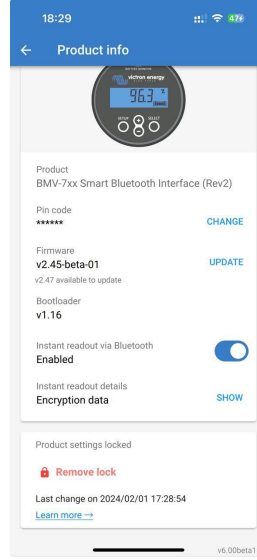 18:29
47
Product info
victron energy
96.3 %
SETUP
SELECT
Product
BMV-7xx Smart Bluetooth Interface (Rev2)
Pin code
******
CHANGE
Firmware
v2.45-beta-01
UPDATE
v2.47 available to update
Bootloader
v1.16
Instant readout via Bluetooth
Enabled
Instant readout details
Encryption data
SHOW
Product settings locked
Remove lock
Last change on 2024/02/01 17:28:54
Learn more →
v6.00beta1